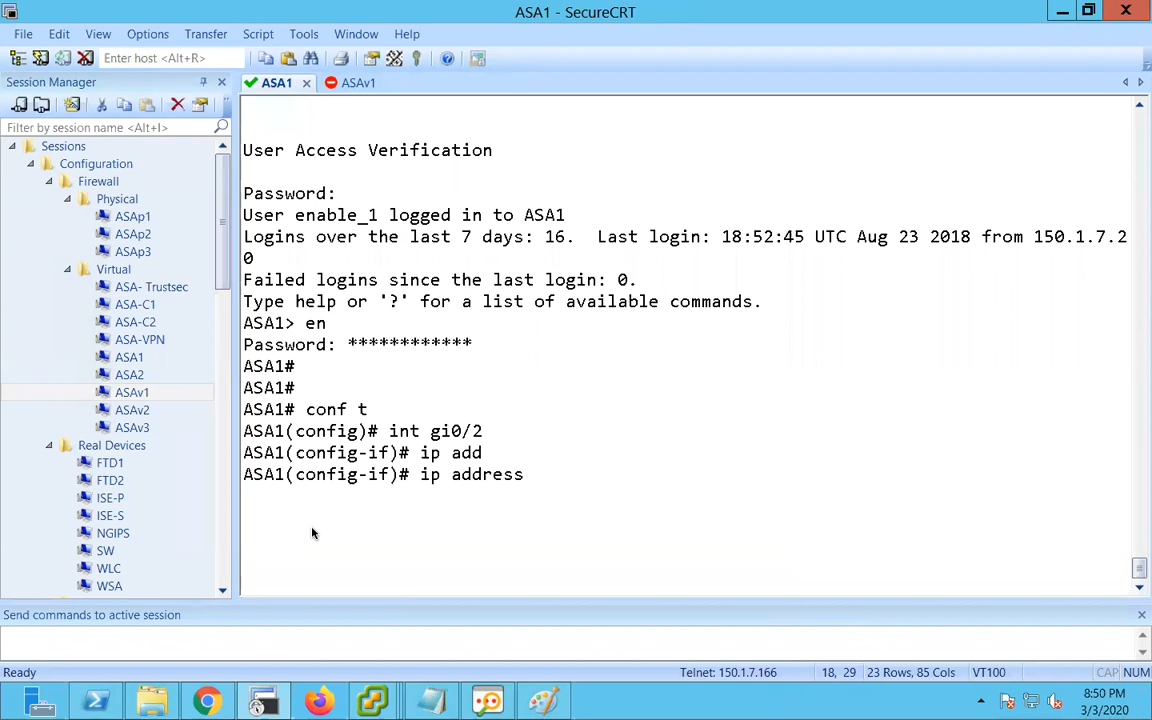 ASA1 - SecureCRT
File Edit View Options Transfer Script Tools Window Help
Enter host <Alt+R>
Session Manager
ASA1
ASAv1
Filter by session name <Alt+I>
Sessions
Configuration
Firewall
Physical
ASAp1
ASAp2
ASAp3
Virtual
ASA- Trustsec
ASA-C1
ASA-C2
ASA-VPN
ASA1
ASA2
ASAv1
ASAv2
ASAv3
Real Devices
FTD1
FTD2
ISE-P
ISE-S
NGIPS
SW
WLC
WSA
User Access Verification
Password:
User enable_1 logged in to ASA1
Logins over the last 7 days: 16.  Last login: 18:52:45 UTC Aug 23 2018 from 150.1.7.2
0
Failed logins since the last login: 0.
Type help or '?' for a list of available commands.
ASA1> en
Password: ************
ASA1#
ASA1#
ASA1# conf t
ASA1(config)# int gi0/2
ASA1(config-if)# ip add
ASA1(config-if)# ip address
Send commands to active session
Ready
Telnet: 150.1.7.166
18, 29
23 Rows, 85 Cols
VT100
CAP NUM
8:50 PM
3/3/2020